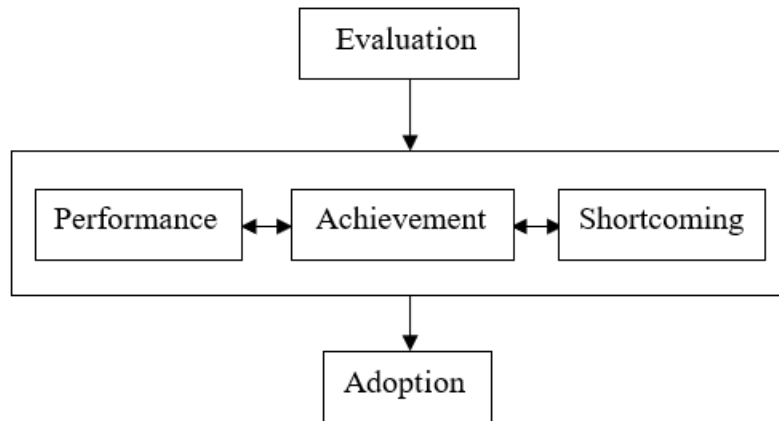 Evaluation
Performance
Achievement
Shortcoming
Adoption